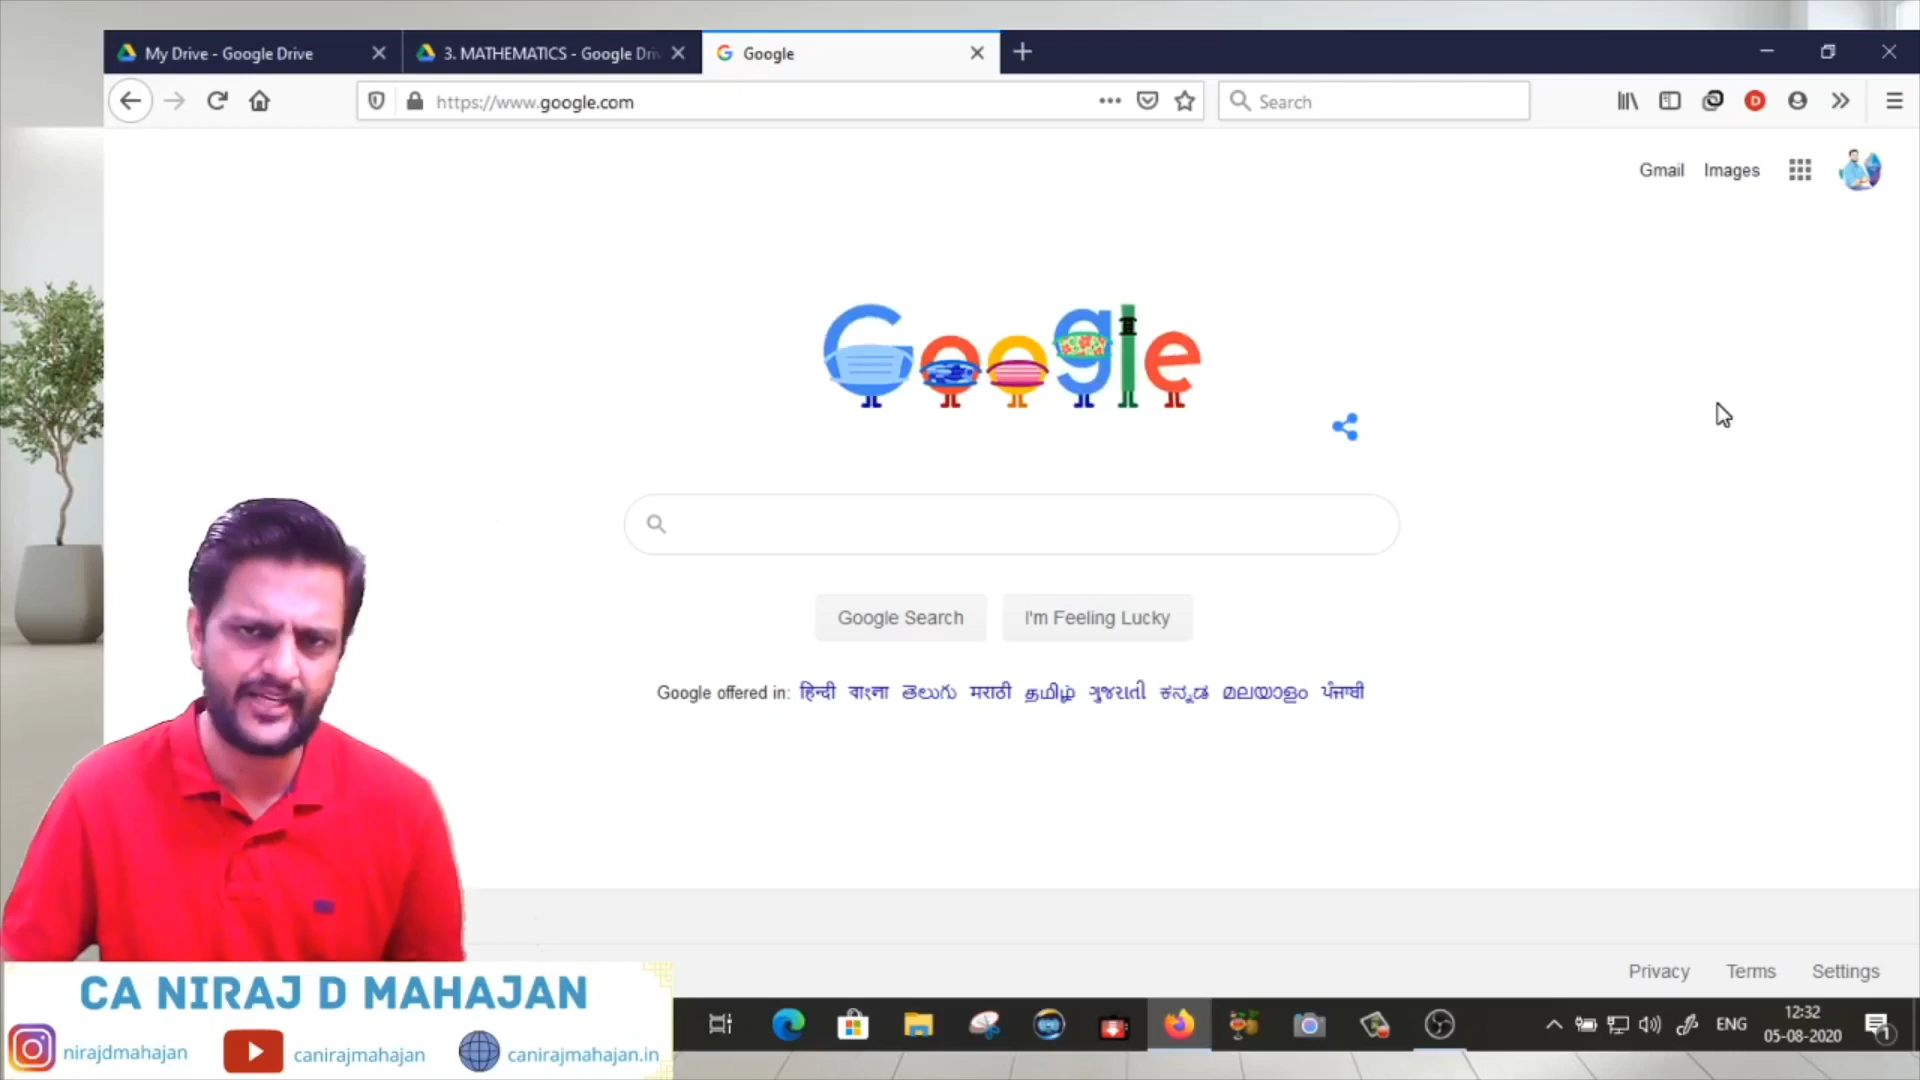 My Drive - Google Drive
3. MATHEMATICS - Google Dri
Google
https://www.google.com
Search
D
Gmail Images
Google
Google Search
I'm Feeling Lucky
Google offered in: हिन्दी বাংলা తెలుగు मराठी தமிழ் ગુજરાતી ಕನ್ನಡ മലയാളം ਪੰਜਾਬੀ
Privacy Terms Settings
CA NIRAJ D MAHAJAN
nirajdmahajan
canirajmahajan
canirajmahajan.in
ENG
12:32
05-08-2020
1